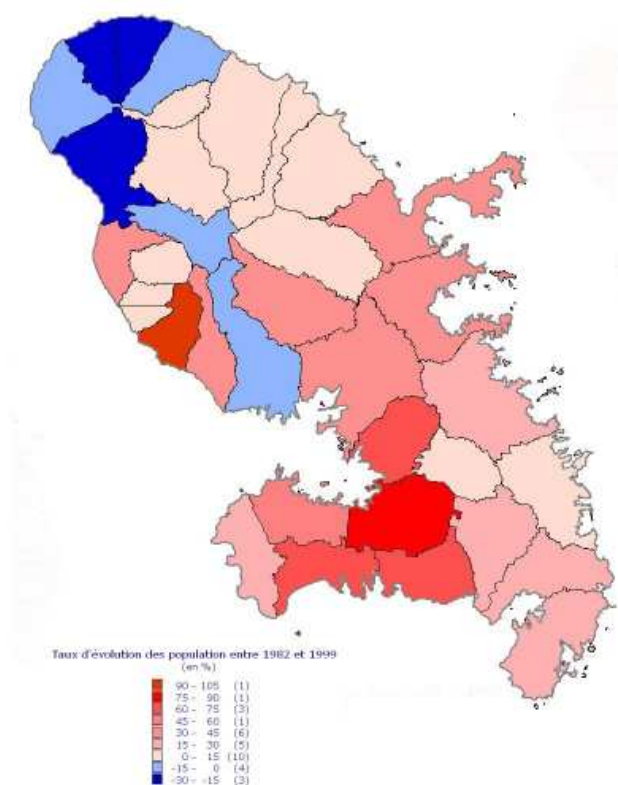 Taux d'évolution des population entre 1982 et 1999
(en %)
90 - 105 (1)
75 - 90 (1)
60 - 75 (3)
45 - 60 (1)
30 - 45 (6)
15 - 30 (5)
0 - 15 (10)
-15 - 0 (4)
-30 - -15 (3)